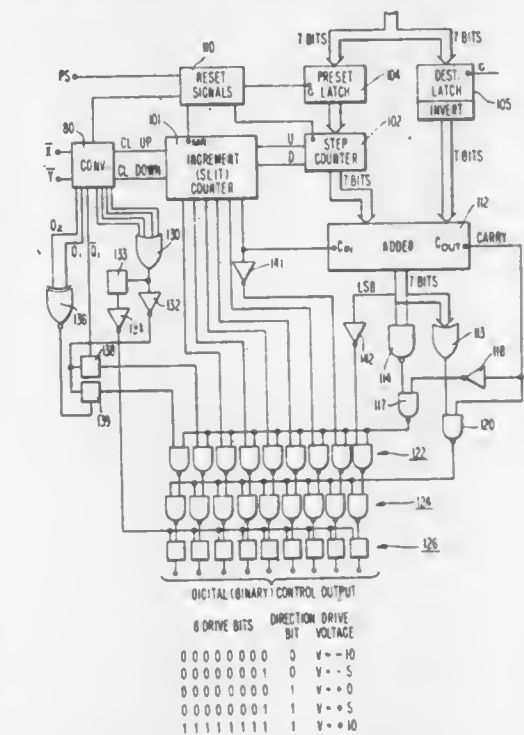 7 BITS
7 BITS
110
PS
RESET
SIGNALS
G
PRESET
LATCH
104
DEST.
LATCH
INVERT
G
105
80
101
MR
CL UP
U
STEP
COUNTER
102
X
Y
CONV
CL DOWN
INCREMENT
(SLIT)
COUNTER
D
7 BITS
7 BITS
112
130
CIN
ADDER
COUT
CARRY
133
141
7 BITS
LSB
136
134
132
142
114
113
118
138
117
120
139
122
124
126
DIGITAL (BINARY) CONTROL OUTPUT
8 DRIVE BITS DIRECTION BIT DRIVE VOLTAGE
0 0 0 0 0 0 0 0 0 V = -10
0 0 0 0 0 0 0 1 0 V = - 5
0 0 0 0 0 0 0 1 V = + 0
0 0 0 0 0 0 0 1 1 V = + 5
1 1 1 1 1 1 1 1 1 V = +10